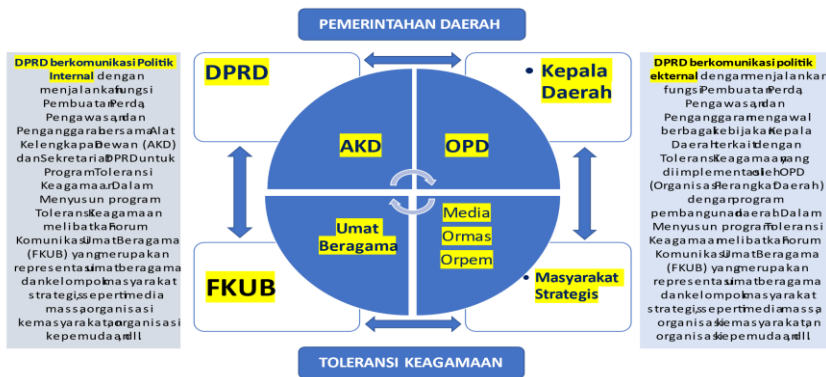 PEMERINTAHAN DAERAH
DPRD berkomunikasi Politik
Internal dengan
menjalankan fungsi
Pembuatan Perda,
Pengawasan, dan
Penganggaran bersama Alat
Kelengkapan Dewan (AKD)
dan Sekretariat DPRD untuk
Program Toleransi
Keagamaan. Dalam
Menyusun program
Toleransi Keagamaan
melibatkan Forum
Komunikasi Umat Beragama
(FKUB) yang merupakan
representasi umat beragama
dan kelompok masyarakat
strategis, seperti media
massa, organisasi
kemasyarakatan, organisasi
kepemudaan, dll.
DPRD
• Kepala
Daerah
AKD
OPD
Umat
Beragama
Media
Ormas
Orpem
FKUB
• Masyarakat
Strategis
DPRD berkomunikasi politik
ekternal dengan menjalankan
fungsi Pembuatan Perda,
Pengawasan, dan
Penganggaran mengawal
berbagai kebijakan Kepala
Daerah terkait dengan
Toleransi Keagamaan yang
diimplementasi oleh OPD
(Organisasi Perangkat Daerah)
dengan program
pembangunan daerah. Dalam
Menyusun program Toleransi
Keagamaan melibatkan Forum
Komunikasi Umat Beragama
(FKUB) yang merupakan
representasi umat beragama
dan kelompok masyarakat
strategis, seperti media massa,
organisasi kemasyarakatan,
organisasi kepemudaan, dll.
TOLERANSI KEAGAMAAN